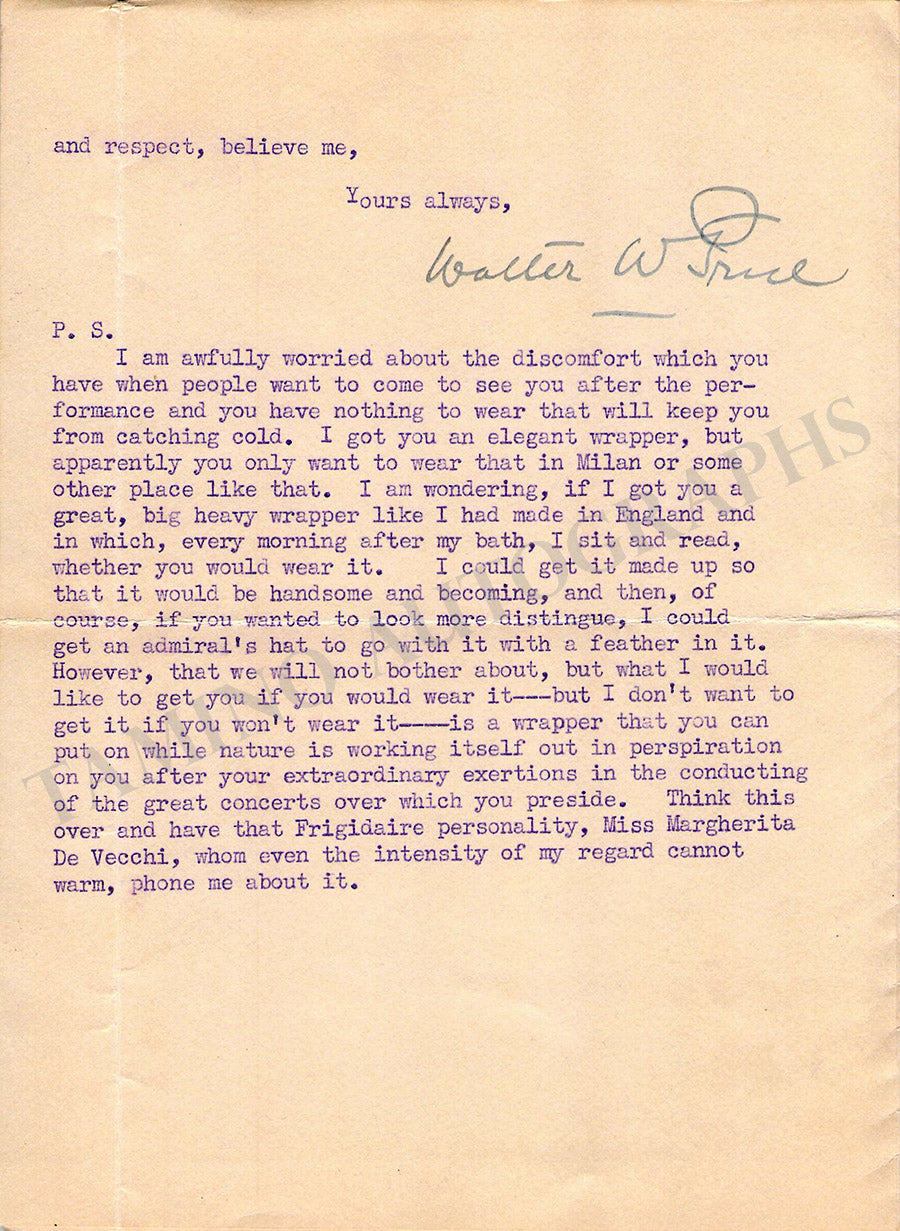 and respect, believe me,
Yours always,
Walter W Price
P. S.
I am awfully worried about the discomfort which you
have when people want to come to see you after the per-
formance and you have nothing to wear that will keep you
from catching cold. I got you an elegant wrapper, but
apparently you only want to wear that in Milan or some
other place like that. I am wondering, if I got you a
great, big heavy wrapper like I had made in England and
in which, every morning after my bath, I sit and read,
whether you would wear it. I could get it made up so
that it would be handsome and becoming, and then, of
course, if you wanted to look more distingue, I could
get an admiral's hat to go with it with a feather in it.
However, that we will not bother about, but what I would
like to get you if you would wear it---but I don't want to
get it if you won't wear it----is a wrapper that you can
put on while nature is working itself out in perspiration
on you after your extraordinary exertions in the conducting
of the great concerts over which you preside. Think this
over and have that Frigidaire personality, Miss Margherita
De Vecchi, whom even the intensity of my regard cannot
warm, phone me about it.
TAMINO AUTOGRAPHS